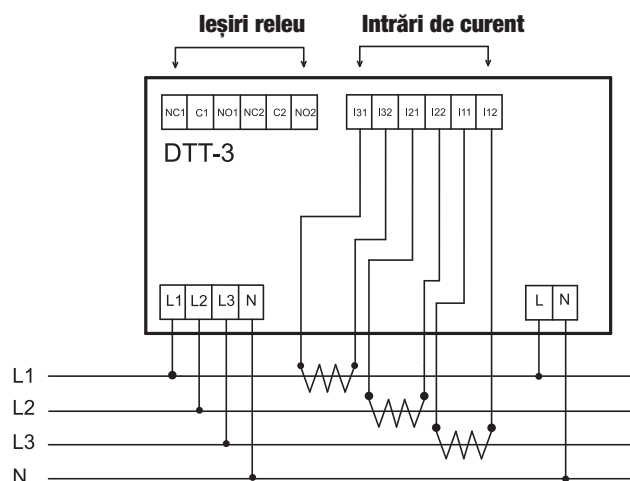 Ieșiri releu Intrări de curent
NC1 C1 NO1 NC2 C2 NO2 I31 I32 I21 I22 I11 I12
DTT-3
L1 L2 L3 N L N
L1
L2
L3
N